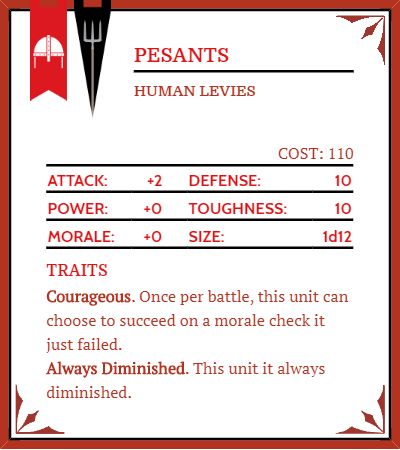 PESANTS
HUMAN LEVIES
COST: 110
ATTACK: +2 DEFENSE: 10
POWER: +0 TOUGHNESS: 10
MORALE: +0 SIZE: 1d12
TRAITS
Courageous. Once per battle, this unit can
choose to succeed on a morale check it
just failed.
Always Diminished. This unit it always
diminished.